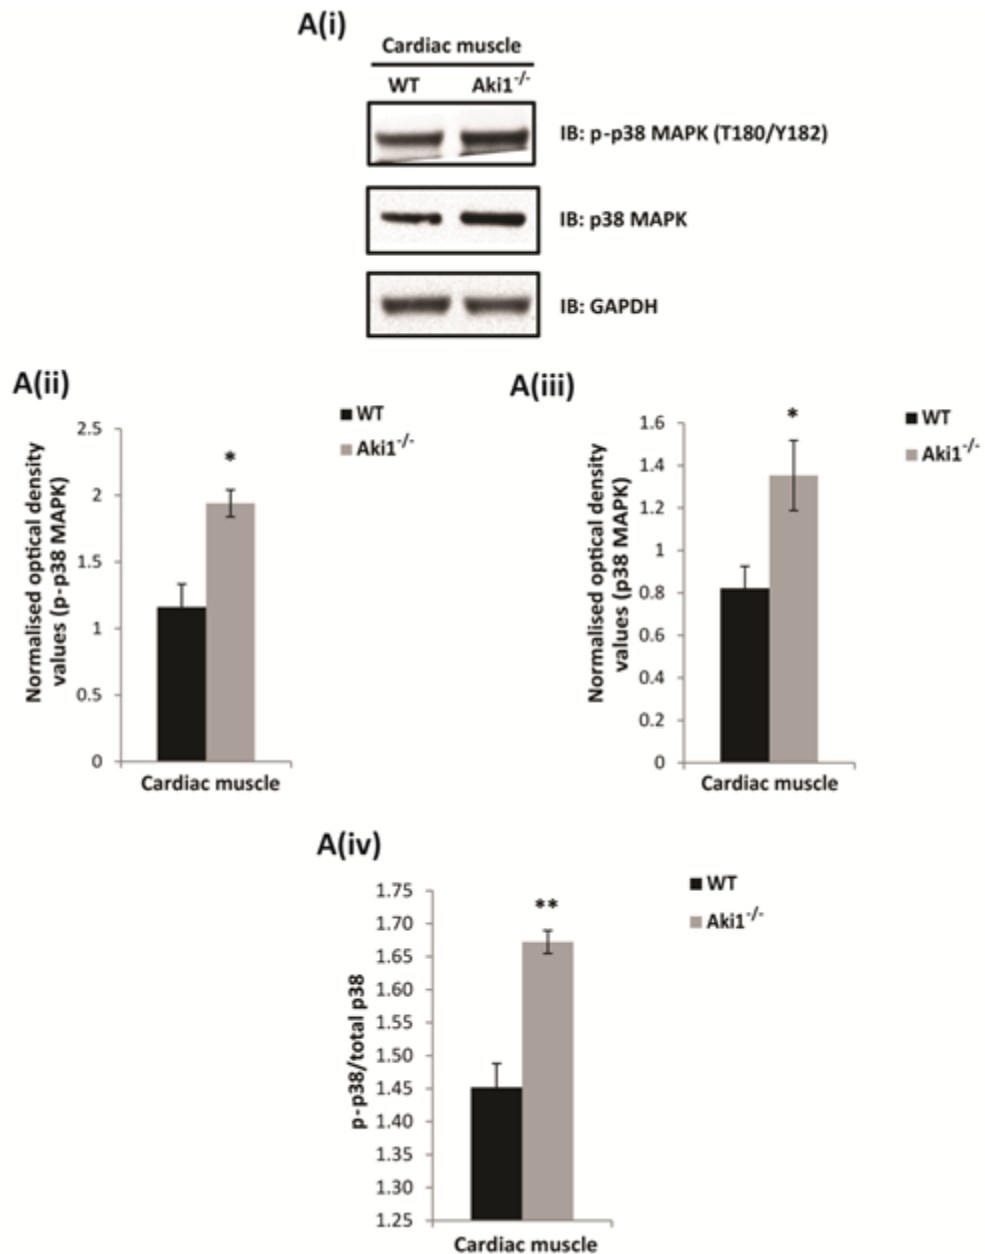 A(i)
Cardiac muscle
WT Aki1-/-
IB: p-p38 MAPK (T180/Y182)
IB: p38 MAPK
IB: GAPDH
A(ii)
Normalised optical density
values (p-p38 MAPK)
2.5
2
1.5
1
0.5
0
*
WT
Aki1-/-
Cardiac muscle
A(iii)
Normalised optical density
values (p38 MAPK)
1.6
1.4
1.2
1
0.8
0.6
0.4
0.2
0
*
WT
Aki1-/-
Cardiac muscle
A(iv)
p-p38/total p38
1.75
1.70
1.65
1.60
1.55
1.50
1.45
1.40
1.35
1.30
1.25
**
WT
Aki1-/-
Cardiac muscle